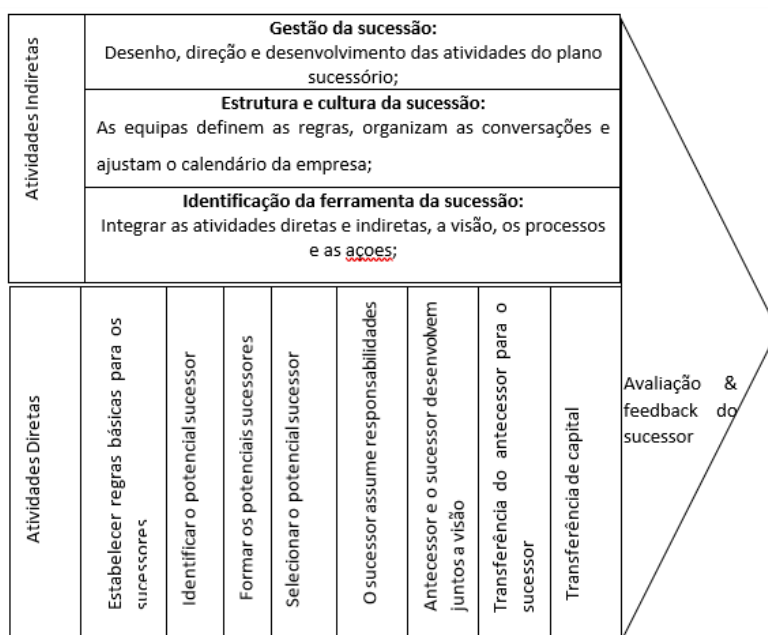 Atividades Indiretas
Gestão da sucessão:
Desenho, direção e desenvolvimento das atividades do plano
sucessório;
Estrutura e cultura da sucessão:
As equipas definem as regras, organizam as conversações e
ajustam o calendário da empresa;
Identificação da ferramenta da sucessão:
Integrar as atividades diretas e indiretas, a visão, os processos
e as açoes;
Atividades Diretas
Estabelecer regras básicas para os
sucessores
Identificar o potencial sucessor
Formar os potenciais sucessores
Selecionar o potencial sucessor
O sucessor assume responsabilidades
Antecessor e o sucessor desenvolvem
juntos a visão
Transferência do antecessor para o
sucessor
Transferência de capital
Avaliação &
feedback do
sucessor